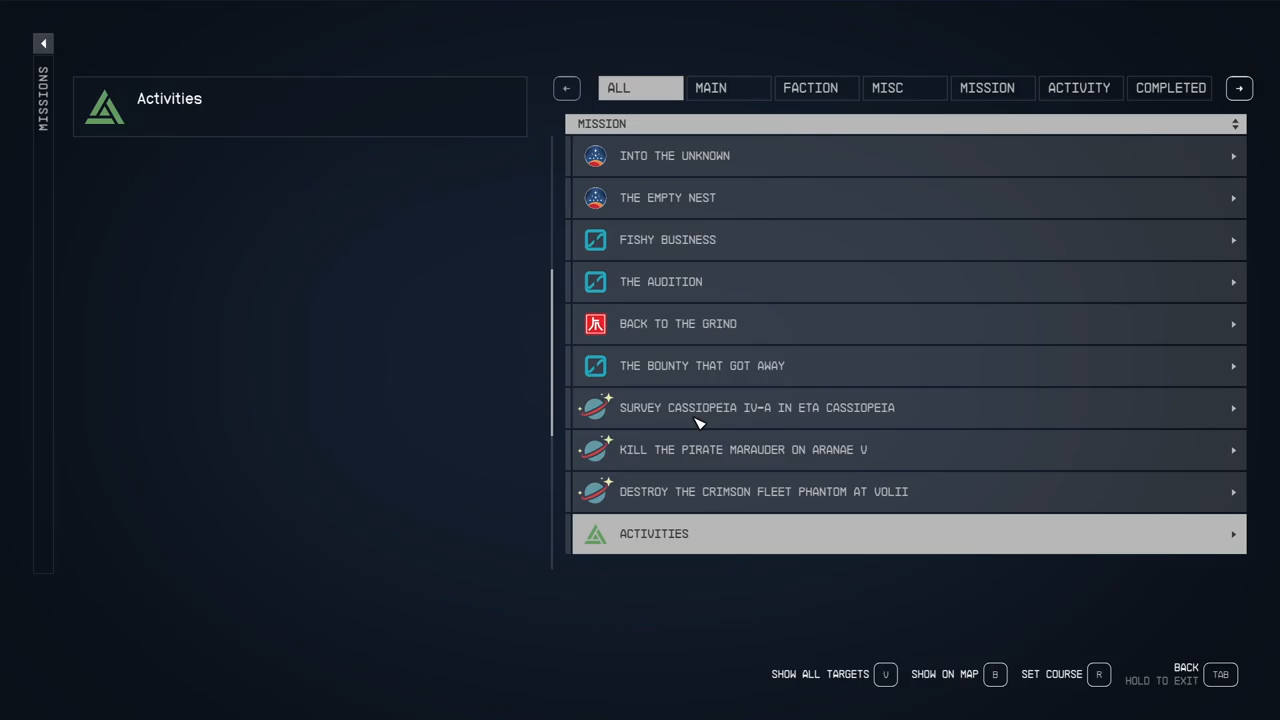 MISSIONS
Activities
ALL MAIN FACTION MISC MISSION ACTIVITY COMPLETED
MISSION
INTO THE UNKNOWN
THE EMPTY NEST
FISHY BUSINESS
THE AUDITION
BACK TO THE GRIND
THE BOUNTY THAT GOT AWAY
SURVEY CASSIOPEIA IV-A IN ETA CASSIOPEIA
KILL THE PIRATE MARAUDER ON ARANAE V
DESTROY THE CRIMSON FLEET PHANTOM AT VOLII
ACTIVITIES
SHOW ALL TARGETS V SHOW ON MAP B SET COURSE R BACK TAB
HOLD TO EXIT